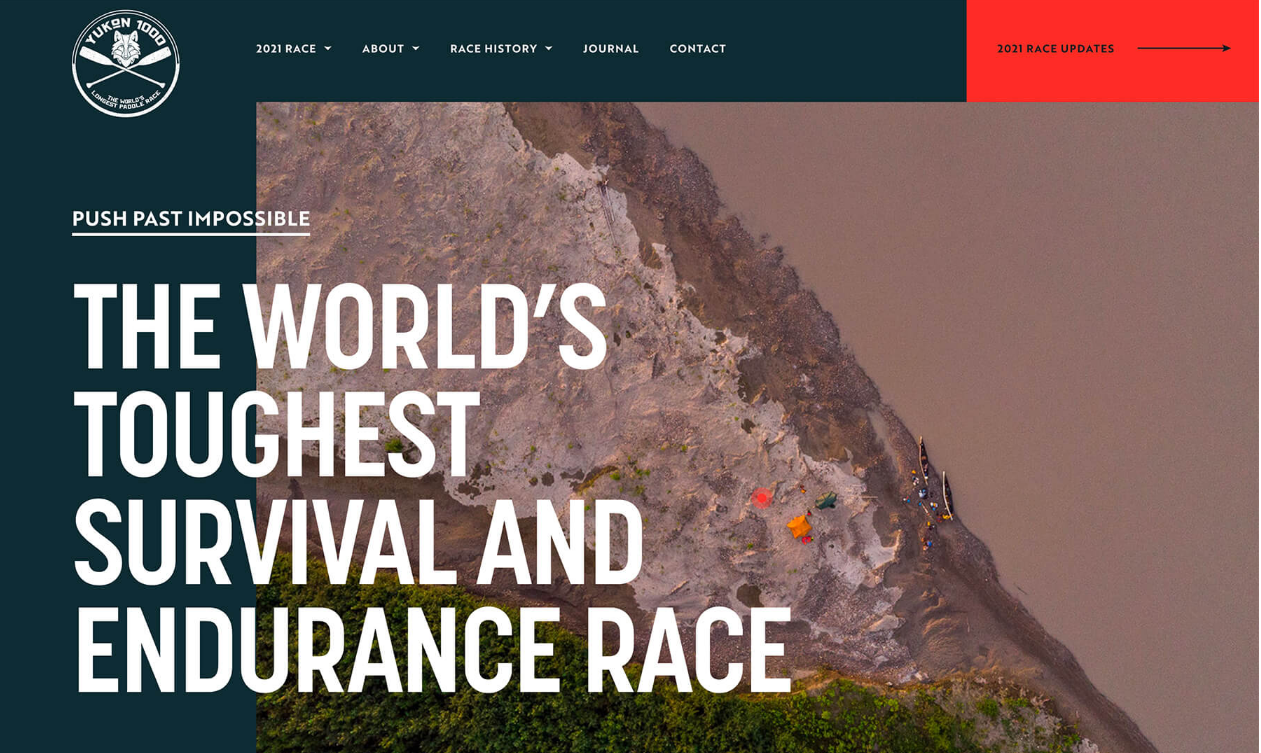 YUKON 1000
THE WORLD'S
LONGEST PADDLE RACE
2021 RACE
ABOUT
RACE HISTORY
JOURNAL
CONTACT
2021 RACE UPDATES
PUSH PAST IMPOSSIBLE
THE WORLD'S
TOUGHEST
SURVIVAL AND
ENDURANCE RACE